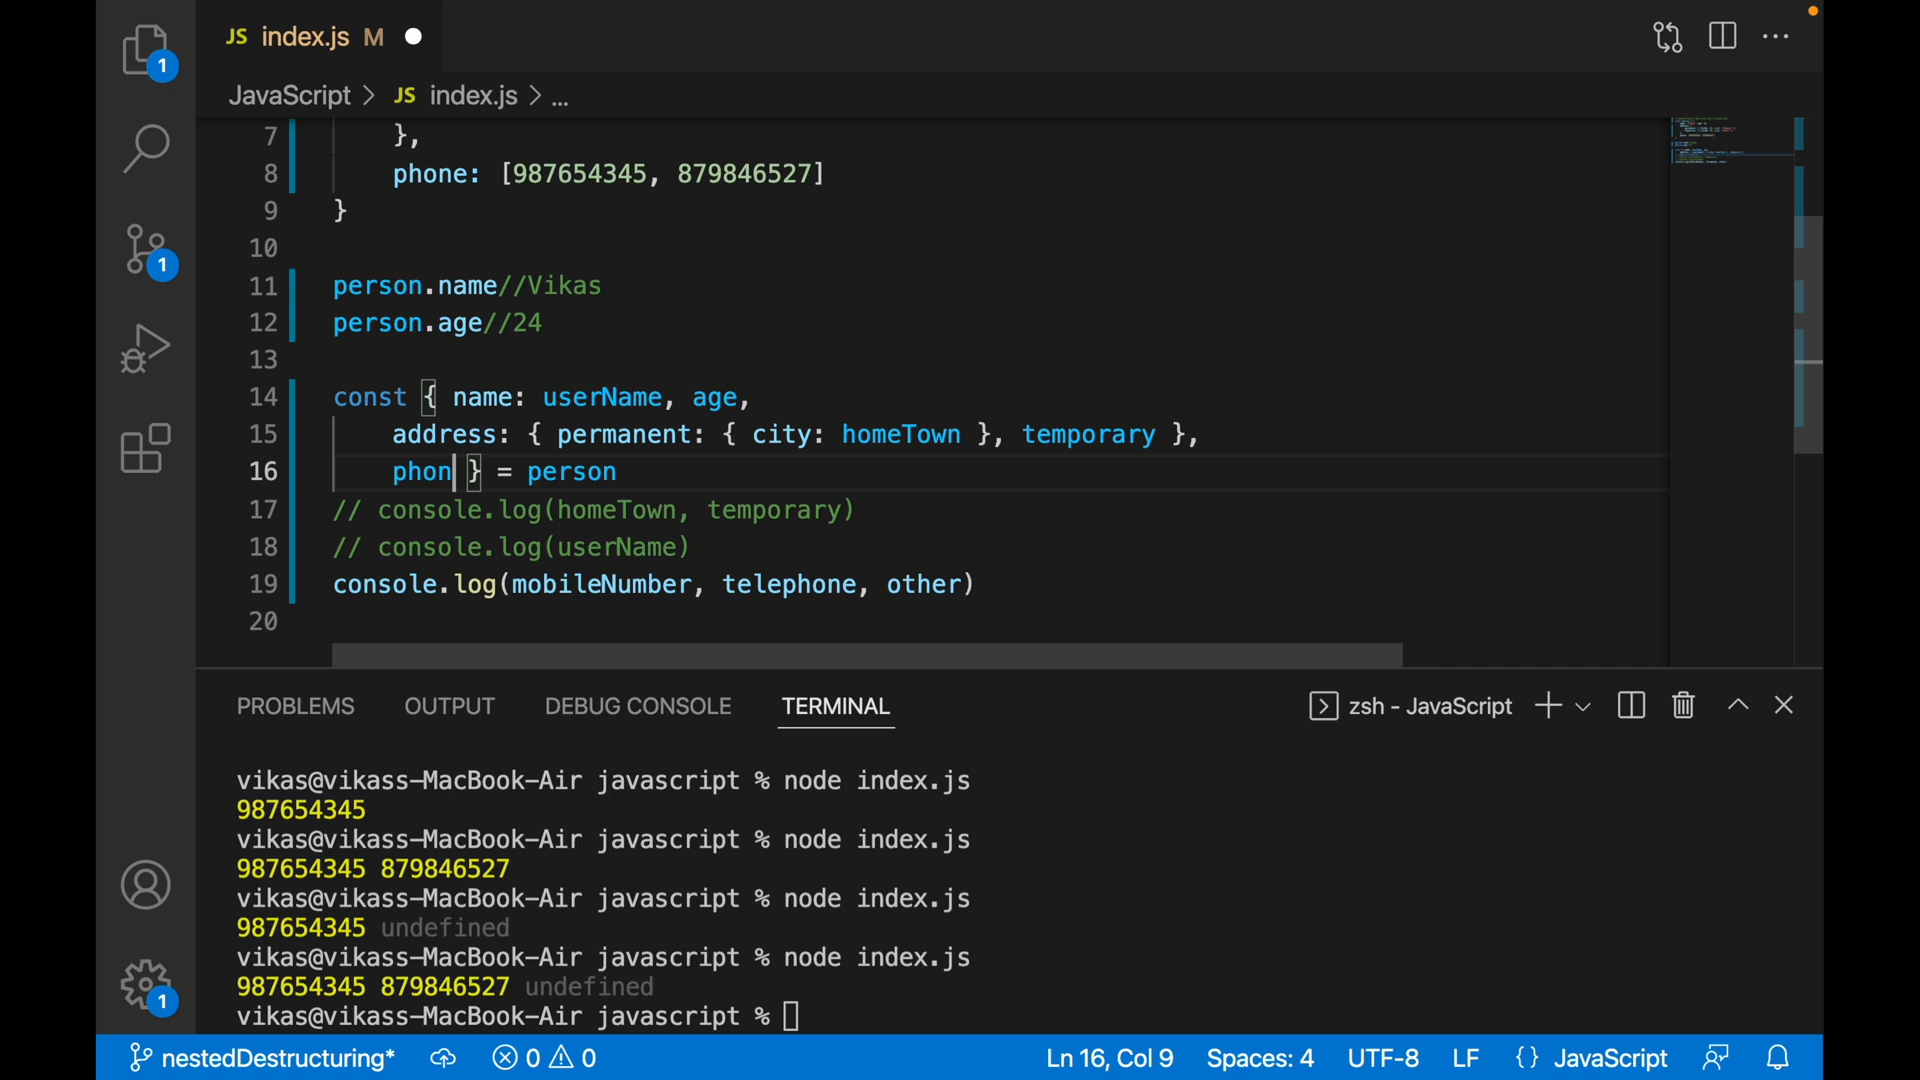 JS index.js M
JavaScript > JS index.js > ...
7 },
8 phone: [987654345, 879846527]
9 }
10
11 person.name//Vikas
12 person.age//24
13
14 const { name: userName, age,
15 address: { permanent: { city: homeTown }, temporary },
16 phon } = person
17 // console.log(homeTown, temporary)
18 // console.log(userName)
19 console.log(mobileNumber, telephone, other)
20
1
1
1
PROBLEMS OUTPUT DEBUG CONSOLE TERMINAL zsh - JavaScript
vikas@vikass-MacBook-Air javascript % node index.js
987654345
vikas@vikass-MacBook-Air javascript % node index.js
987654345 879846527
vikas@vikass-MacBook-Air javascript % node index.js
987654345 undefined
vikas@vikass-MacBook-Air javascript % node index.js
987654345 879846527 undefined
vikas@vikass-MacBook-Air javascript %
nestedDestructuring* 0 0 Ln 16, Col 9 Spaces: 4 UTF-8 LF {} JavaScript